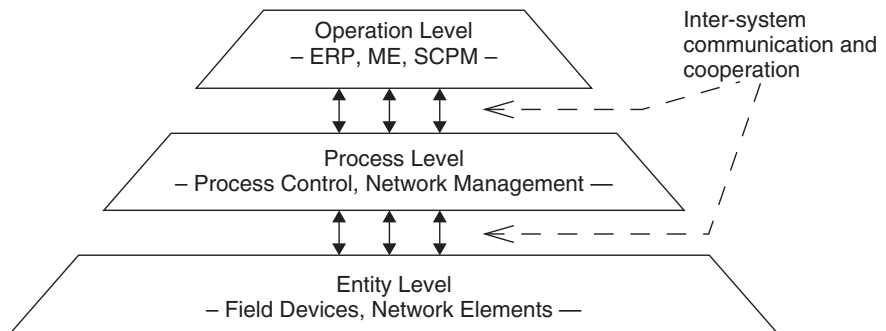 Operation Level
– ERP, ME, SCPM –
Inter-system
communication and
cooperation
Process Level
– Process Control, Network Management —
Entity Level
– Field Devices, Network Elements —